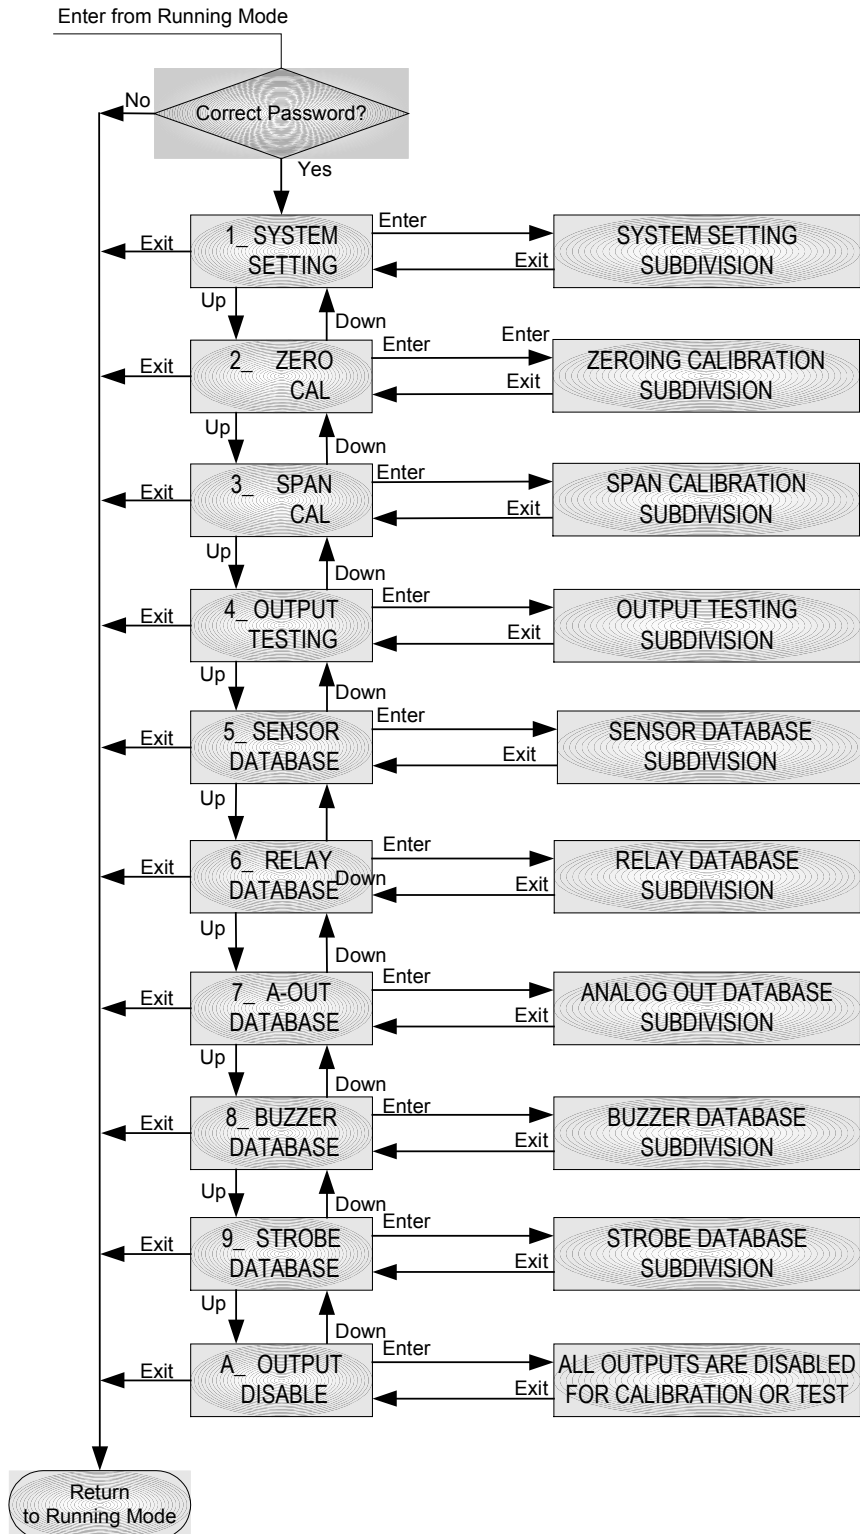 Enter from Running Mode
No
Correct Password?
Yes
1_ SYSTEM
SETTING
Exit
Enter
Exit
SYSTEM SETTING
SUBDIVISION
Up
Down
2_ ZERO
CAL
Exit
Enter
Enter
Exit
ZEROING CALIBRATION
SUBDIVISION
Up
Down
3_ SPAN
CAL
Exit
Enter
Exit
SPAN CALIBRATION
SUBDIVISION
Up
Down
4_ OUTPUT
TESTING
Exit
Enter
Exit
OUTPUT TESTING
SUBDIVISION
Up
Down
5_ SENSOR
DATABASE
Exit
Enter
Exit
SENSOR DATABASE
SUBDIVISION
Up
6_ RELAY
DATABASE
Down
Exit
Enter
Exit
RELAY DATABASE
SUBDIVISION
Up
Down
7_ A-OUT
DATABASE
Exit
Enter
Exit
ANALOG OUT DATABASE
SUBDIVISION
Up
Down
8_ BUZZER
DATABASE
Exit
Enter
Exit
BUZZER DATABASE
SUBDIVISION
Up
Down
9_ STROBE
DATABASE
Exit
Enter
Exit
STROBE DATABASE
SUBDIVISION
Up
Down
A_ OUTPUT
DISABLE
Exit
Enter
Exit
ALL OUTPUTS ARE DISABLED
FOR CALIBRATION OR TEST
Return
to Running Mode